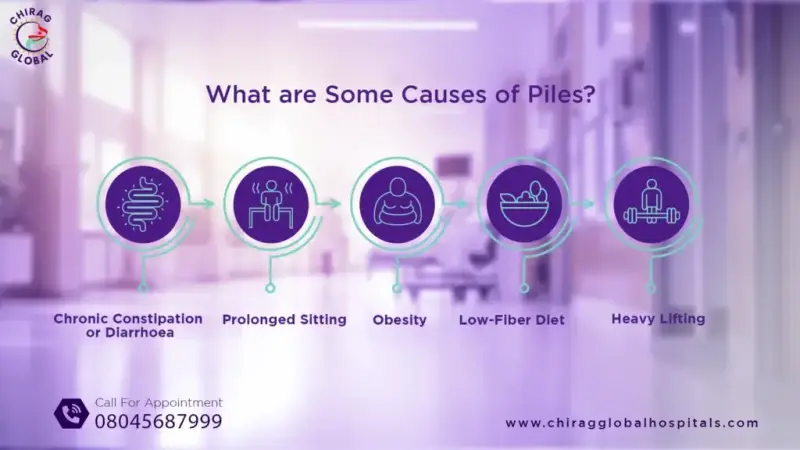 CHIRAG
GLOBAL
What are Some Causes of Piles?
Chronic Constipation
or Diarrhoea
Prolonged Sitting
Obesity
Low-Fiber Diet
Heavy Lifting
Call For Appointment
08045687999
www.chiragglobalhospitals.com